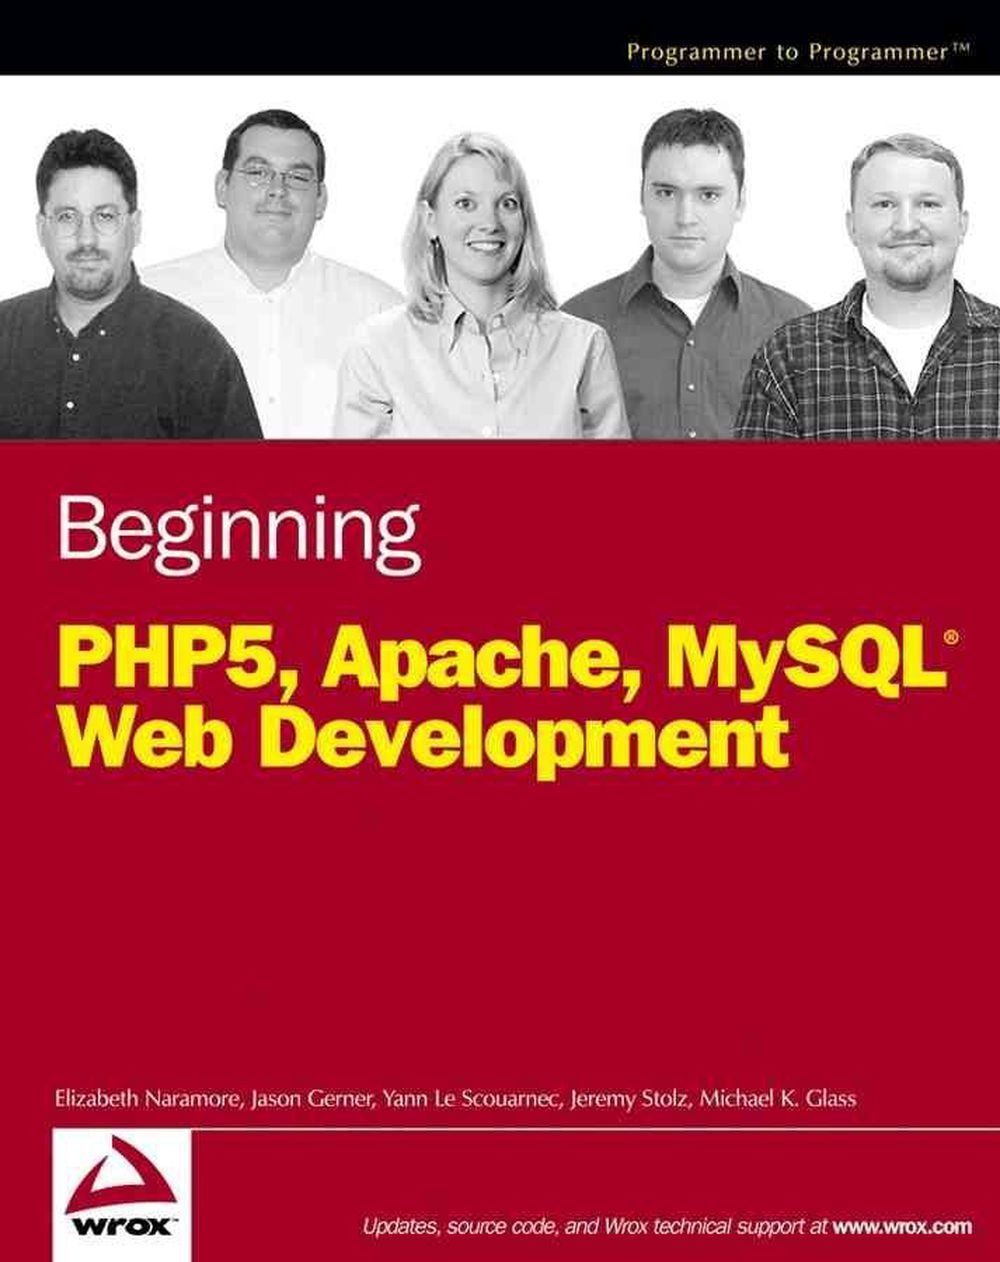 Programmer to Programmer™
Beginning
PHP5, Apache, MySQL®
Web Development
Elizabeth Naramore, Jason Gerner, Yann Le Scouarnec, Jeremy Stolz, Michael K. Glass
wrox™
Updates, source code, and Wrox technical support at www.wrox.com